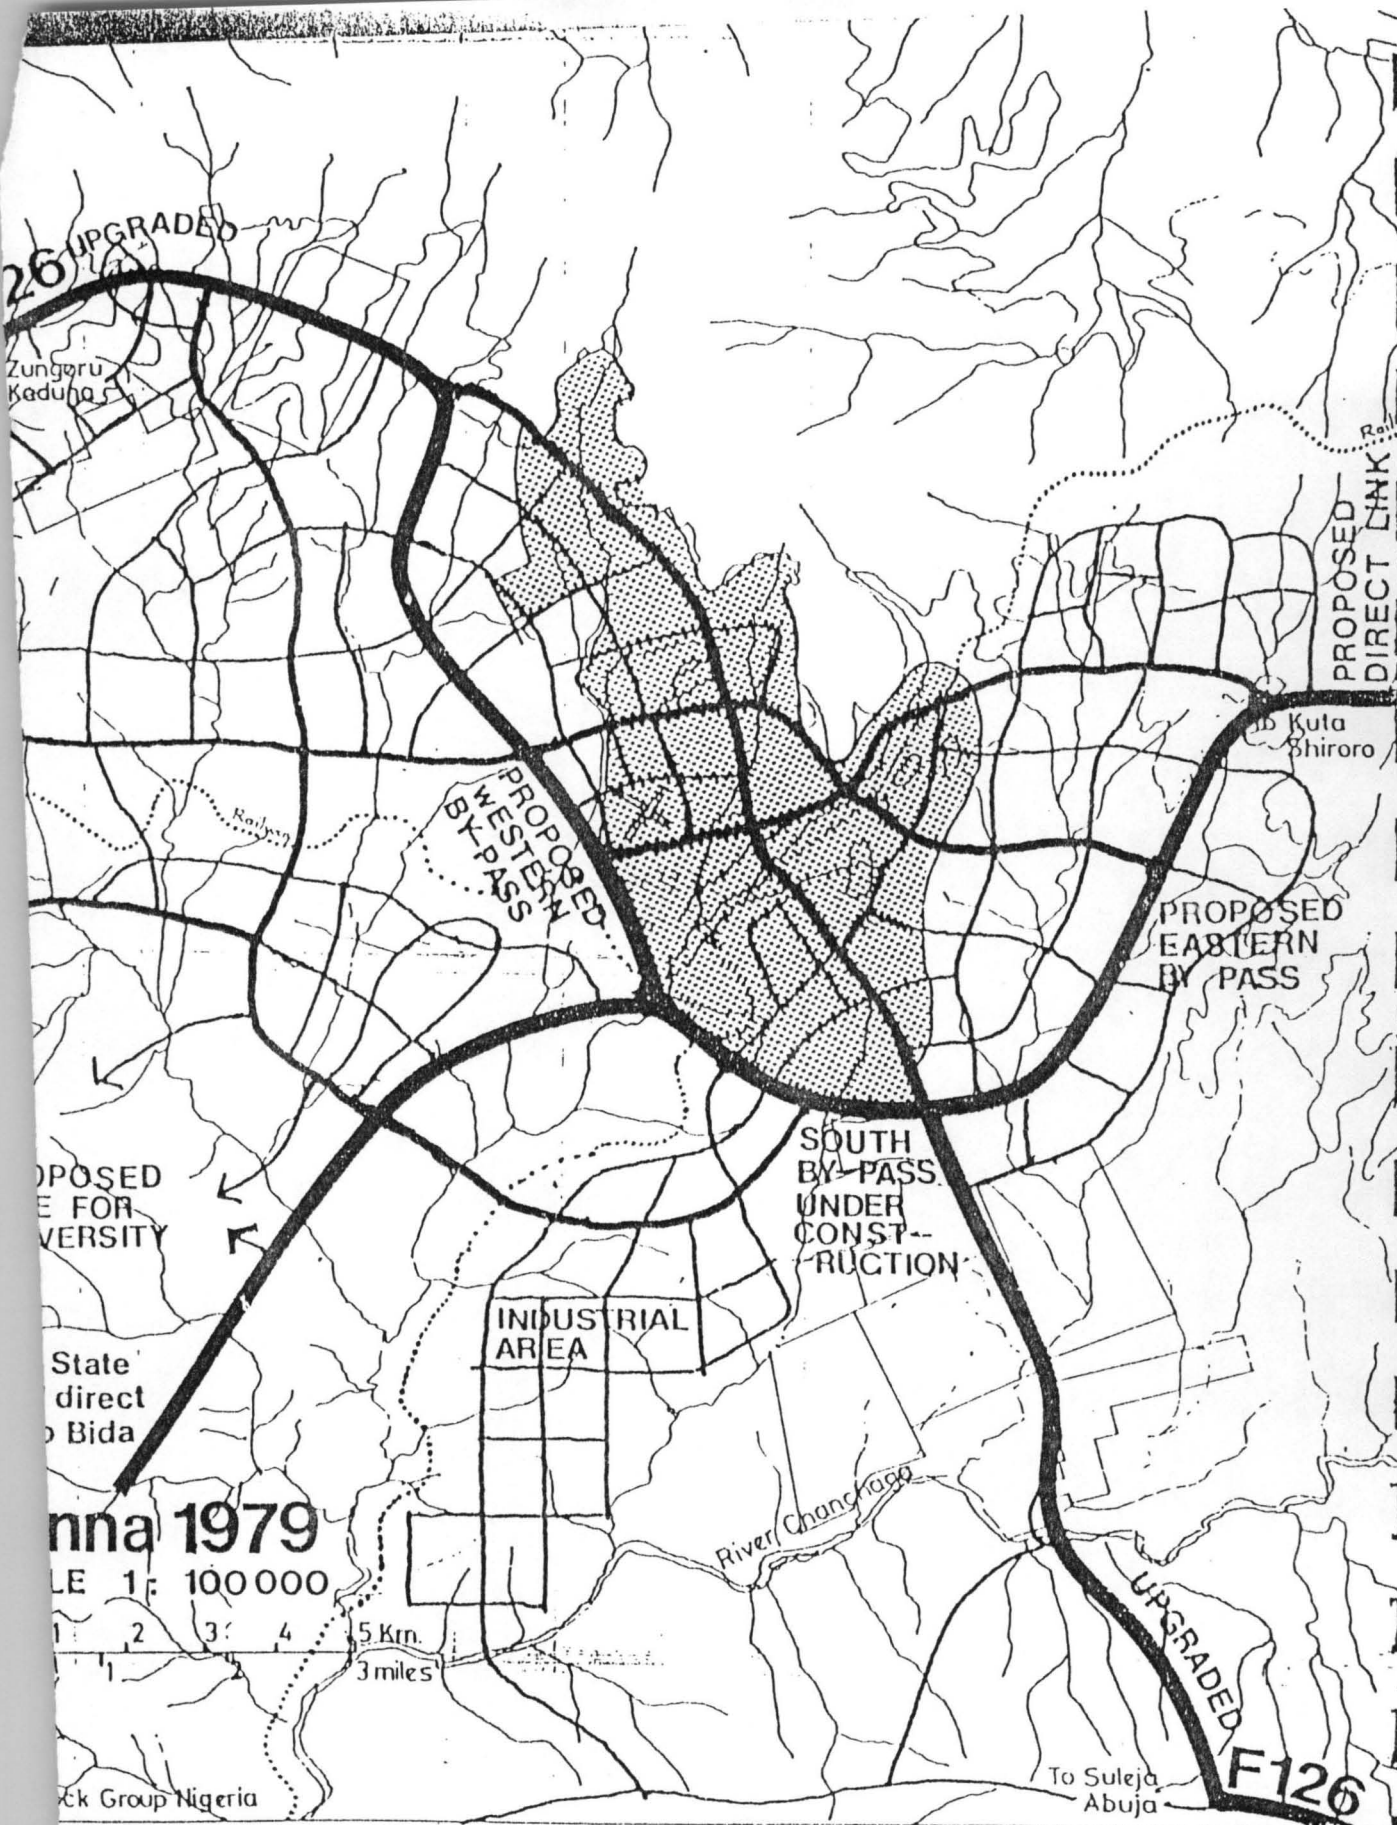 26 UPGRADED
Zungeru
Kaduna
Rail
PROPOSED
DIRECT LINK
Kuta
Shiroro
PROPOSED
WESTERN
BY-PASS
Railway
PROPOSED
EASTERN
BY PASS
SOUTH
BY-PASS
UNDER
CONST-
RUCTION
OPOSED
E FOR
VERSITY
INDUSTRIAL
AREA
State
direct
o Bida
nna 1979
LE 1: 100 000
1 2 3 4 5 Km.
1 2 3 miles
River Chanchaga
UPGRADED
F126
To Suleja
Abuja
ck Group Nigeria